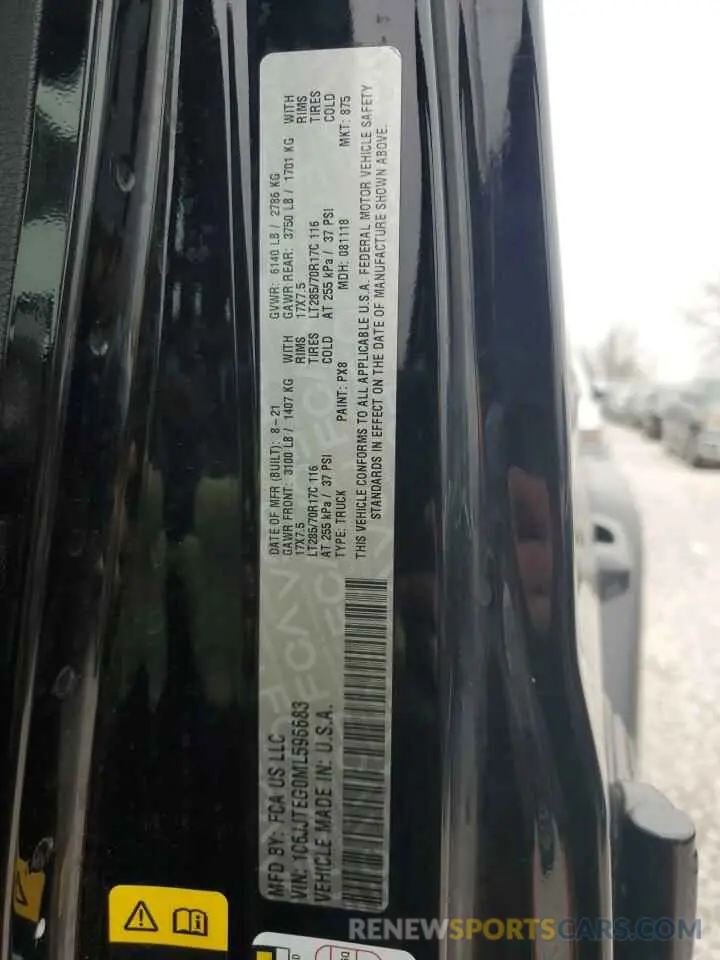 MFD BY: FCA US LLC
DATE OF MFR (BUILT): 8-21
GVWR: 6140 LB / 2786 KG
GAWR FRONT: 3100 LB / 1407 KG WITH
GAWR REAR: 3750 LB / 1701 KG WITH
17X7.5 RIMS
17X7.5 RIMS
LT285/70R17C 116 TIRES
LT285/70R17C 116 TIRES
AT 255 kPa / 37 PSI COLD
AT 255 kPa / 37 PSI COLD
VIN: 1C6JJTEG0ML595683
TYPE: TRUCK PAINT: PX8 MDH: 081118 MKT: 875
VEHICLE MADE IN: U.S.A.
THIS VEHICLE CONFORMS TO ALL APPLICABLE U.S.A. FEDERAL MOTOR VEHICLE SAFETY
STANDARDS IN EFFECT ON THE DATE OF MANUFACTURE SHOWN ABOVE.
RENEWSPORTSCARS.COM